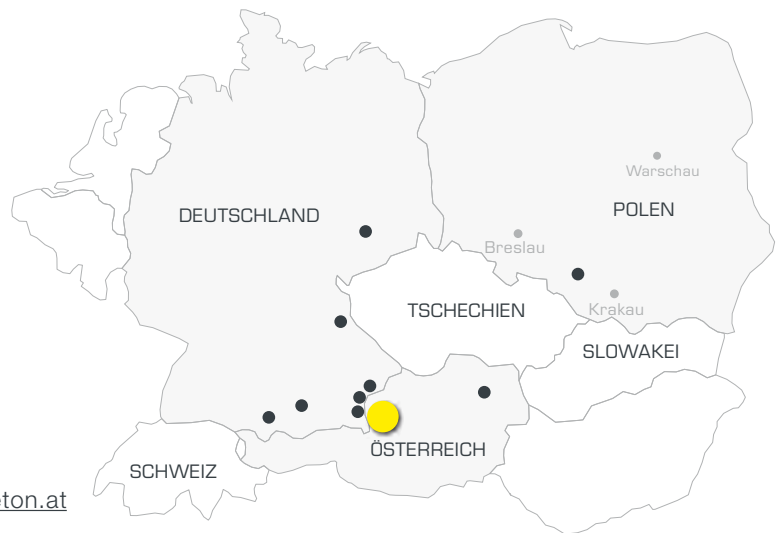 Warschau
DEUTSCHLAND
POLEN
Breslau
Krakau
TSCHECHIEN
SLOWAKEI
ÖSTERREICH
SCHWEIZ
eton.at